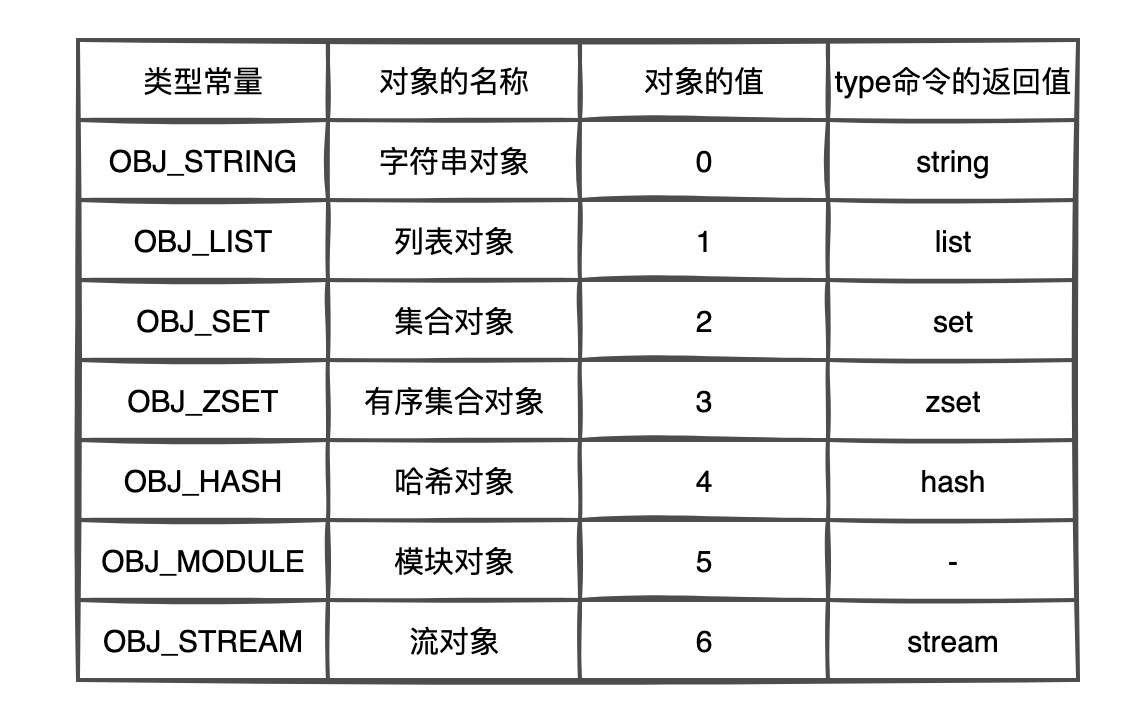 类型常量 对象的名称 对象的值 type命令的返回值
OBJ_STRING 字符串对象 0 string
OBJ_LIST 列表对象 1 list
OBJ_SET 集合对象 2 set
OBJ_ZSET 有序集合对象 3 zset
OBJ_HASH 哈希对象 4 hash
OBJ_MODULE 模块对象 5 -
OBJ_STREAM 流对象 6 stream